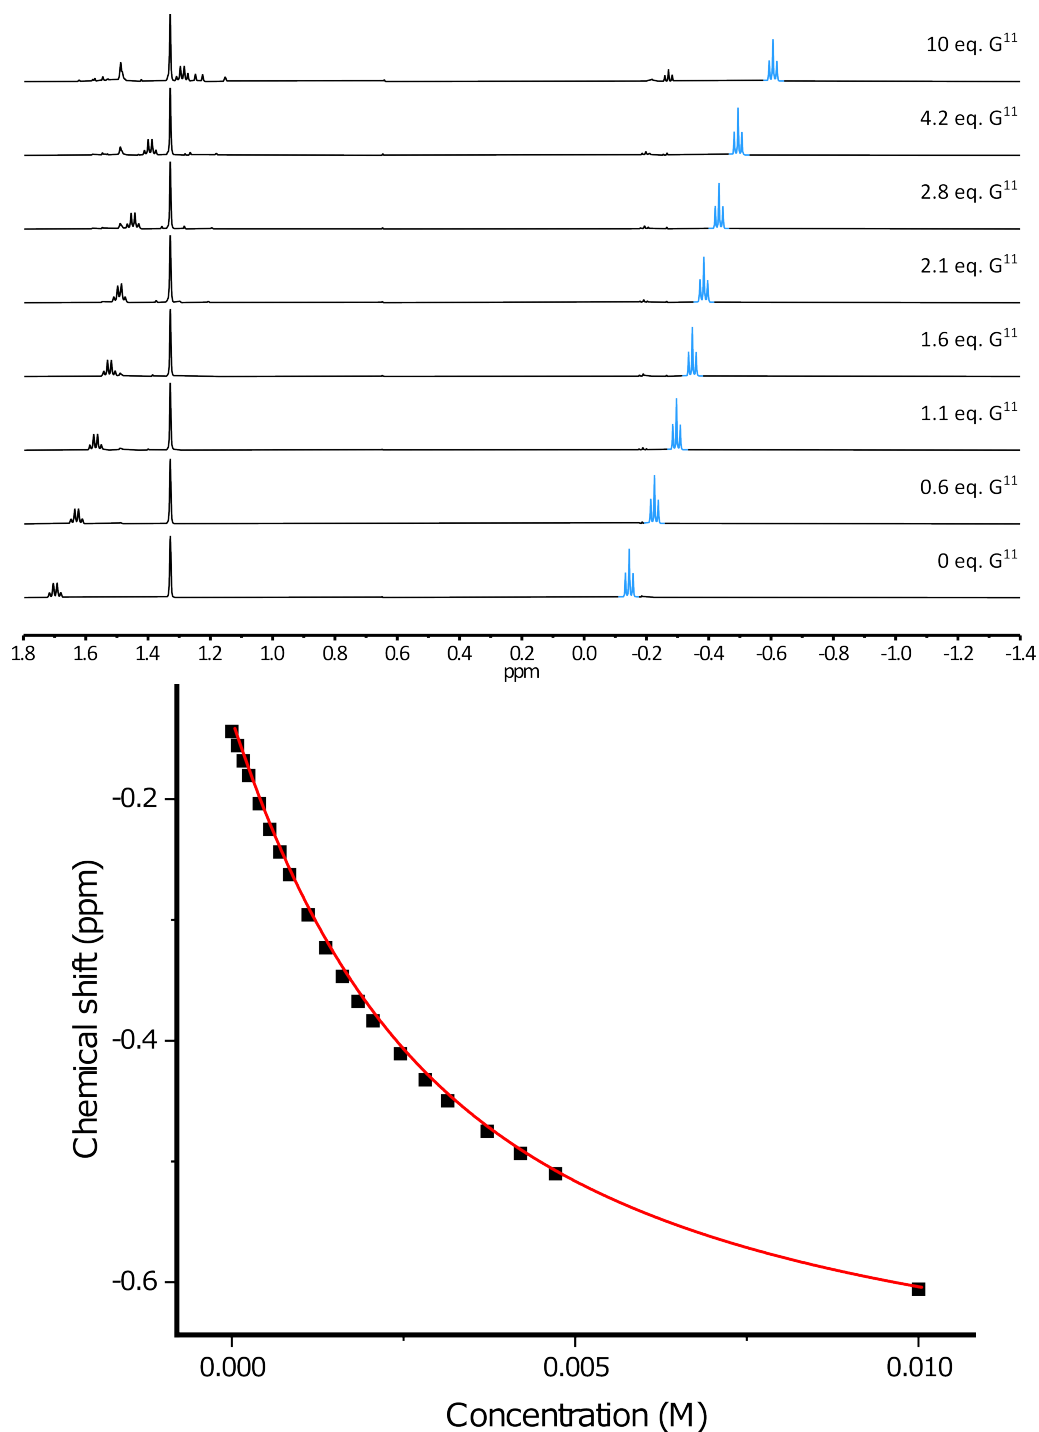 10 eq. G11
4.2 eq. G11
2.8 eq. G11
2.1 eq. G11
1.6 eq. G11
1.1 eq. G11
0.6 eq. G11
0 eq. G11
1.8 1.6 1.4 1.2 1.0 0.8 0.6 0.4 0.2 0.0 -0.2 -0.4 -0.6 -0.8 -1.0 -1.2 -1.4
ppm
-0.2
-0.4
-0.6
Chemical shift (ppm)
0.000 0.005 0.010
Concentration (M)